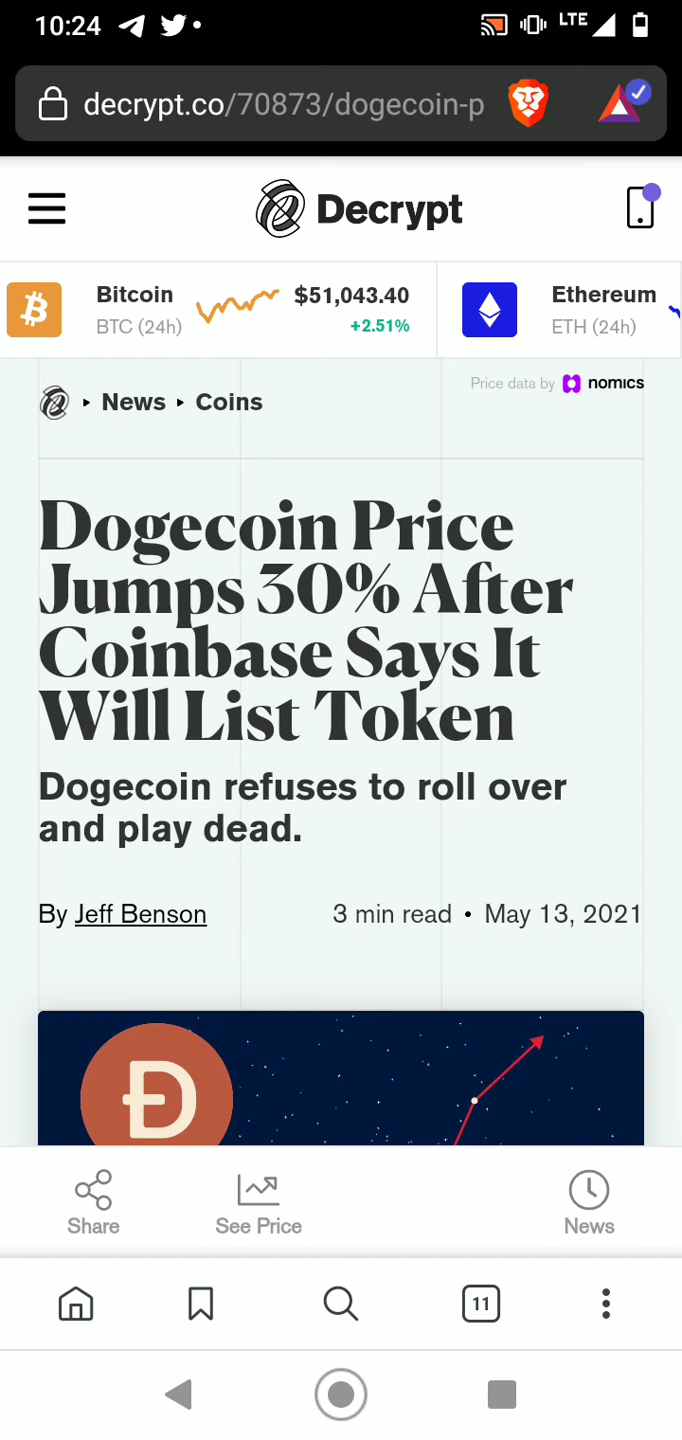 10:24 LTE
decrypt.co/70873/dogecoin-p
Decrypt
Bitcoin $51,043.40
BTC (24h) +2.51%
Ethereum
ETH (24h)
Price data by nomics
News Coins
Dogecoin Price
Jumps 30% After
Coinbase Says It
Will List Token
Dogecoin refuses to roll over
and play dead.
By Jeff Benson 3 min read • May 13, 2021
Share See Price News
11